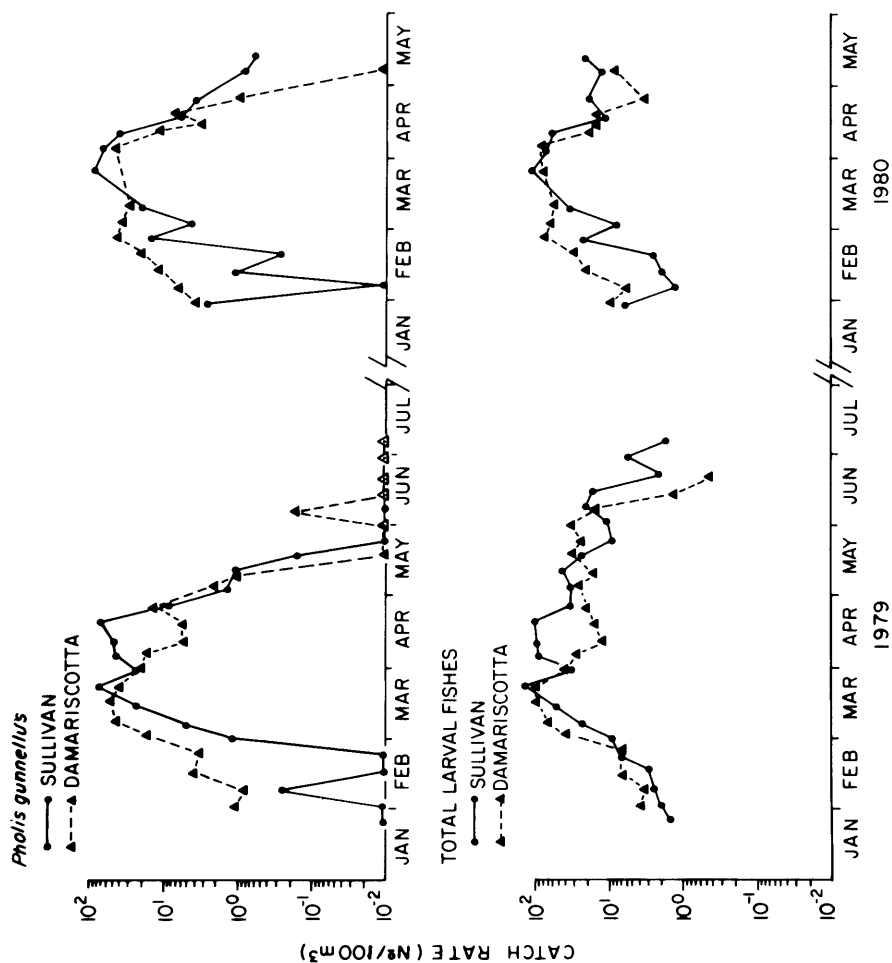 Pholis gunnellus
SULLIVAN
DAMARISCOTTA
10²
10¹
10⁰
10⁻¹
10⁻²
JAN FEB MAR APR MAY JUN JUL JAN FEB MAR APR MAY
CATCH RATE (Nº/100m³)
TOTAL LARVAL FISHES
SULLIVAN
DAMARISCOTTA
10²
10¹
10⁰
10⁻¹
10⁻²
JAN FEB MAR APR MAY JUN JUL JAN FEB MAR APR MAY
1979 1980